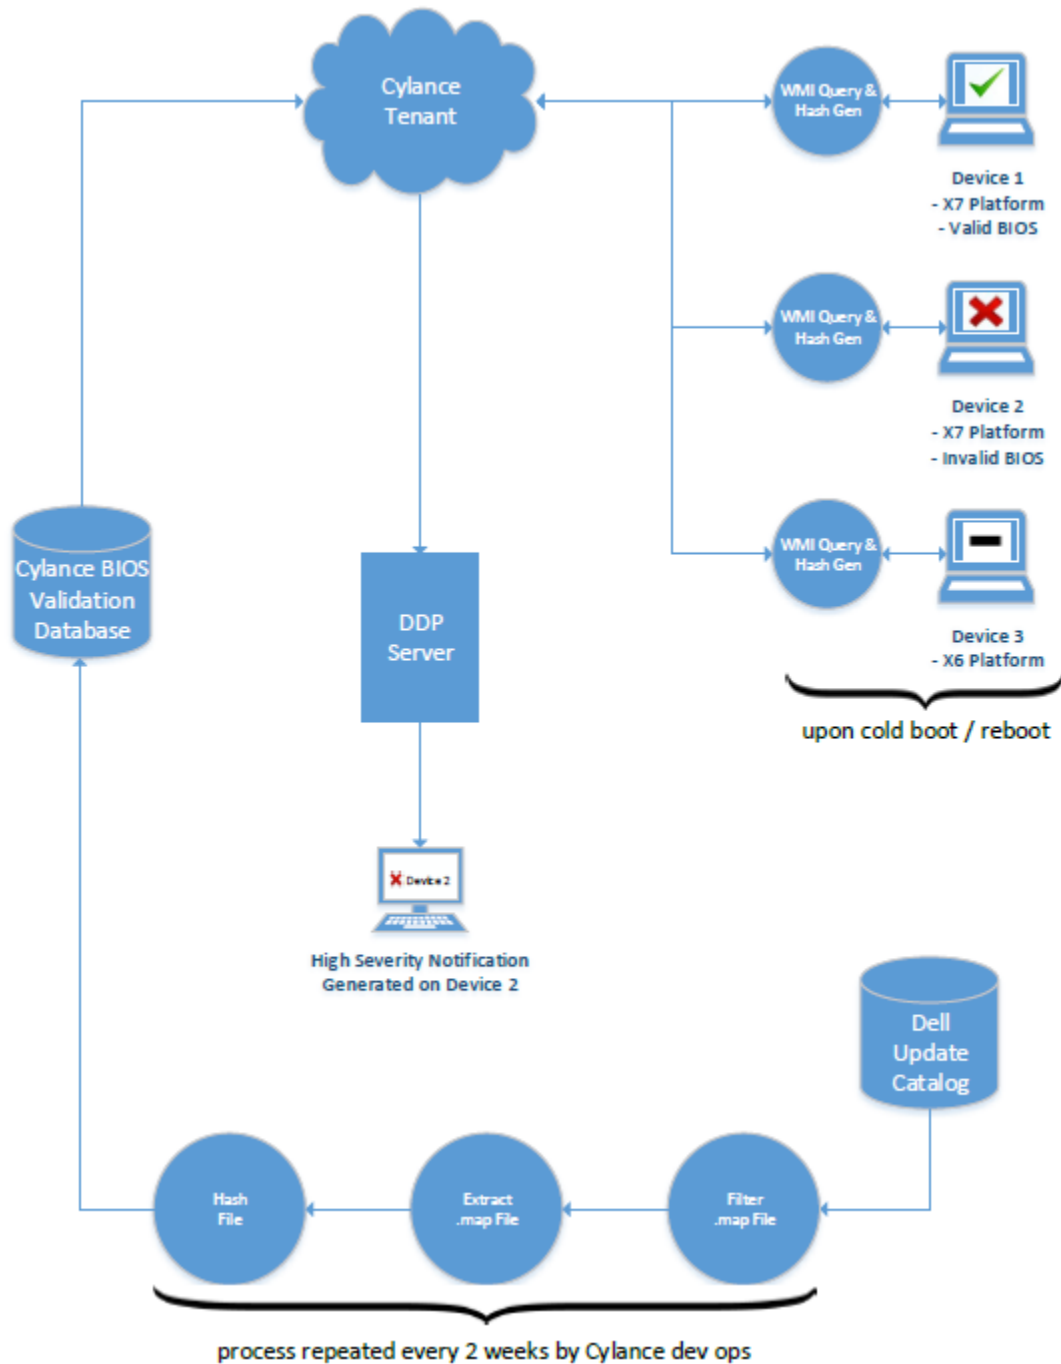 Cylance
Tenant
WMI Query &
Hash Gen
Device 1
- X7 Platform
- Valid BIOS
WMI Query &
Hash Gen
Device 2
- X7 Platform
- Invalid BIOS
WMI Query &
Hash Gen
Device 3
- X6 Platform
upon cold boot / reboot
Cylance BIOS
Validation
Database
DDP
Server
Device 2
High Severity Notification
Generated on Device 2
Dell
Update
Catalog
Hash
File
Extract
.map File
Filter
.map File
process repeated every 2 weeks by Cylance dev ops